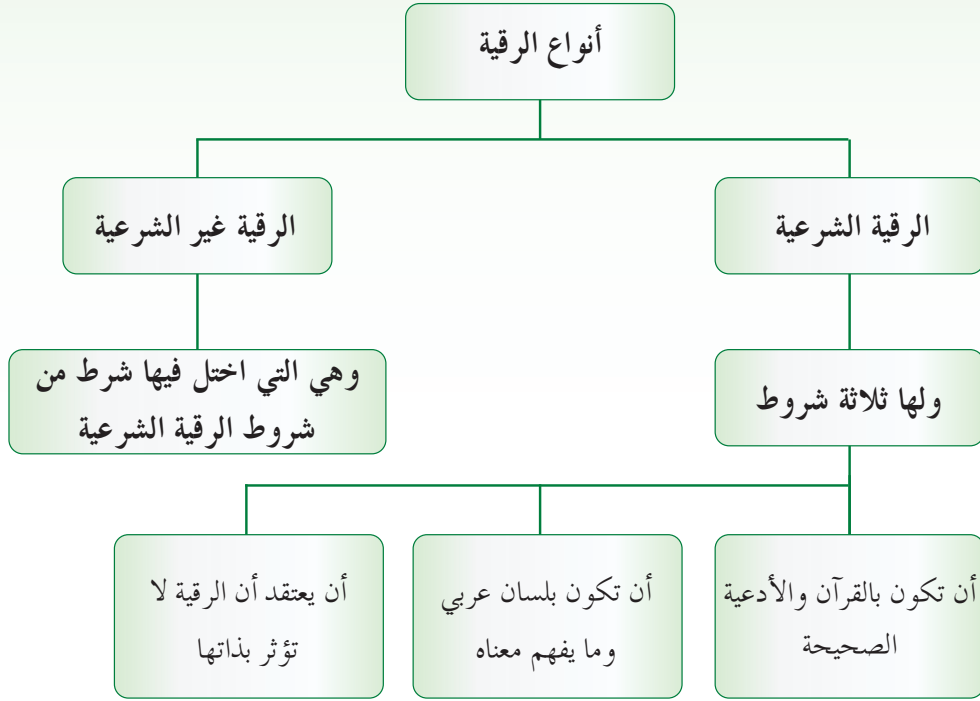 أنواع الرقية
الرقية الشرعية
الرقية غير الشرعية
ولها ثلاثة شروط
وهي التي اختل فيها شرط من
شروط الرقية الشرعية
أن تكون بالقرآن والأدعية
الصحيحة
أن تكون بلسان عربي
وما يفهم معناه
أن يعتقد أن الرقية لا
تؤثر بذاتها